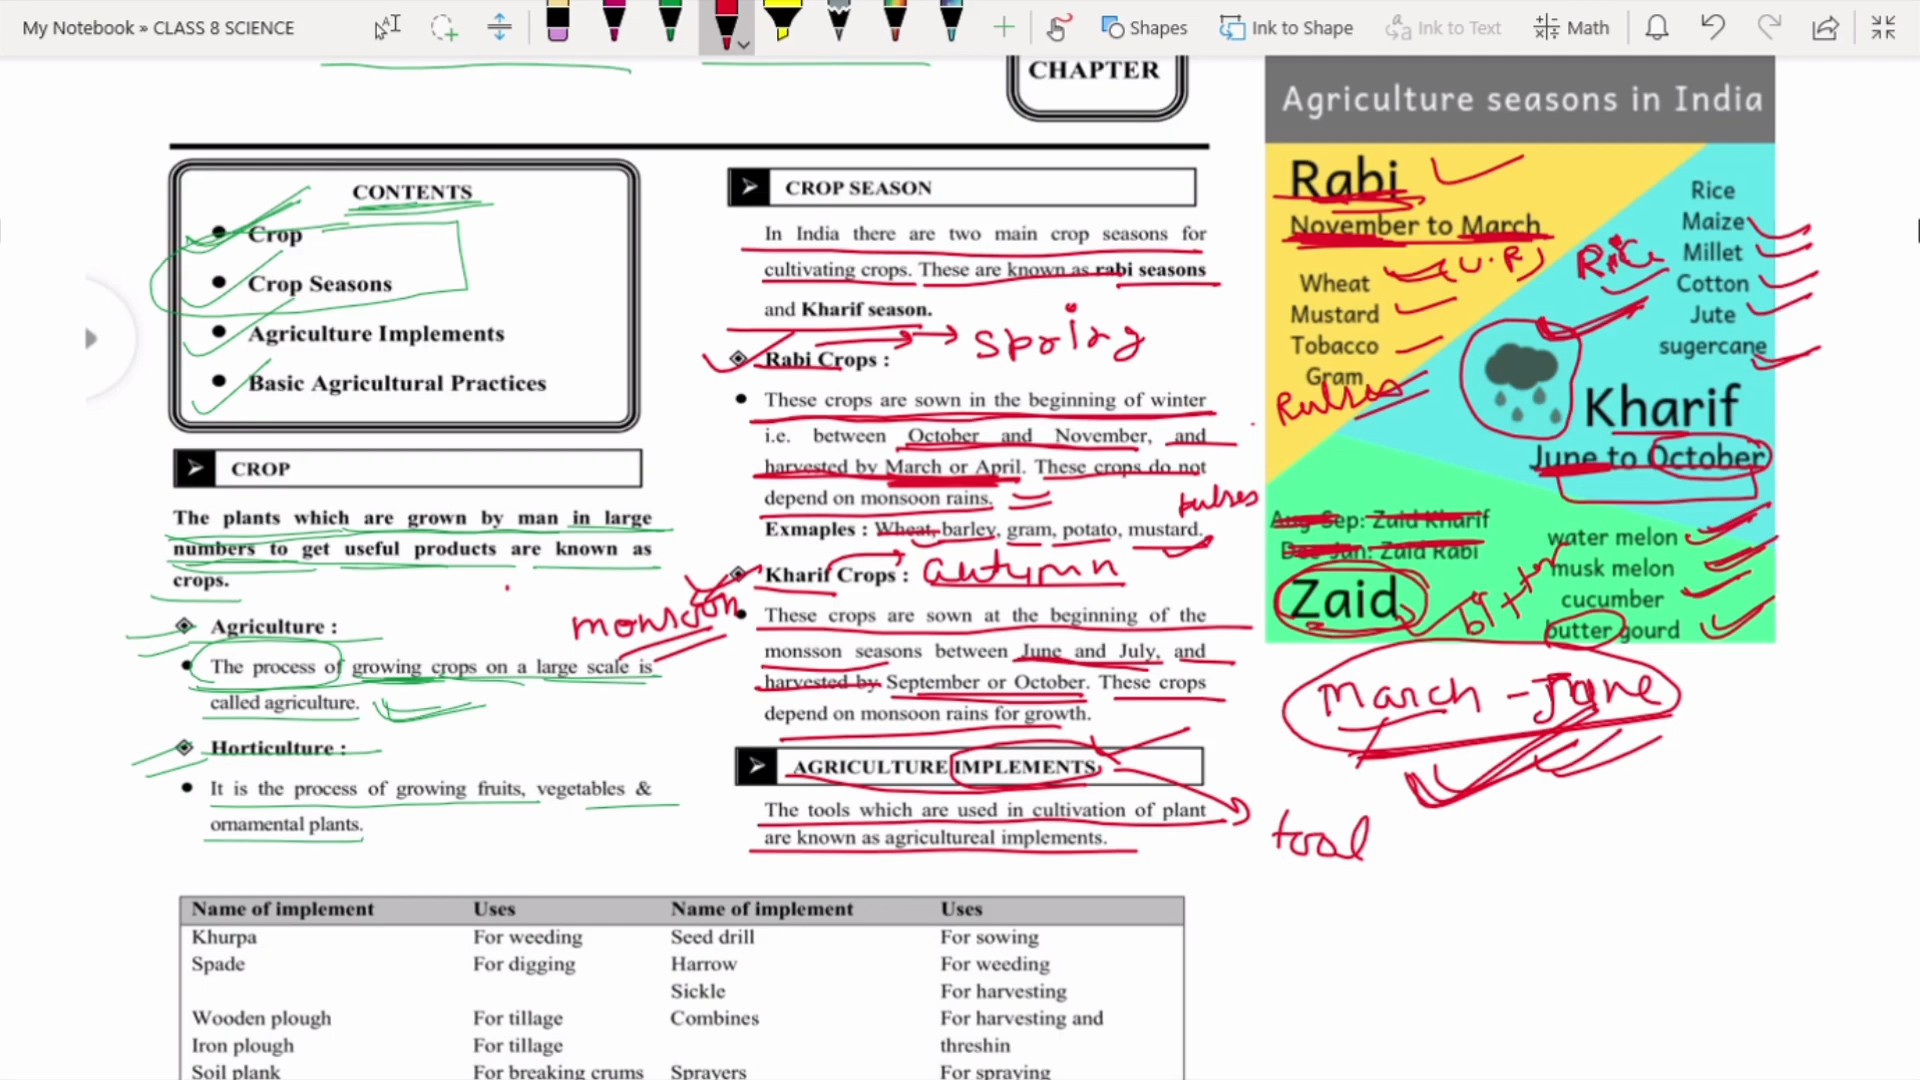 My Notebook » CLASS 8 SCIENCE
Shapes
Ink to Shape
Ink to Text
Math
CHAPTER
CONTENTS
Crop
Crop Seasons
Agriculture Implements
Basic Agricultural Practices
CROP
The plants which are grown by man in large
numbers to get useful products are known as
crops.
Agriculture :
The process of growing crops on a large scale is
called agriculture.
Horticulture :
It is the process of growing fruits, vegetables &
ornamental plants.
CROP SEASON
In India there are two main crop seasons for
cultivating crops. These are known as rabi seasons
and Kharif season.
Rabi Crops :
spring
These crops are sown in the beginning of winter
i.e. between October and November, and
harvested by March or April. These crops do not
depend on monsoon rains.
Exmaples : Wheat, barley, gram, potato, mustard.
Pulses
Kharif Crops :
autumn
monsoon
These crops are sown at the beginning of the
monsson seasons between June and July, and
harvested by September or October. These crops
depend on monsoon rains for growth.
AGRICULTURE IMPLEMENTS
The tools which are used in cultivation of plant
are known as agricultureal implements.
tool
Agriculture seasons in India
Rabi
November to March
Wheat
(U.P)
Mustard
Tobacco
Gram
Pulses
Rice
Rice
Maize
Millet
Cotton
Jute
sugercane
Kharif
June to October
Aug-Sep: Zaid Kharif
Dec-Jan: Zaid Rabi
Zaid
water melon
musk melon
cucumber
butter gourd
March - June
Name of implement Uses Name of implement Uses
Khurpa For weeding Seed drill For sowing
Spade For digging Harrow For weeding
Sickle For harvesting
Wooden plough For tillage Combines For harvesting and
Iron plough For tillage threshin
Soil plank For breaking crums Sprayers For spraying